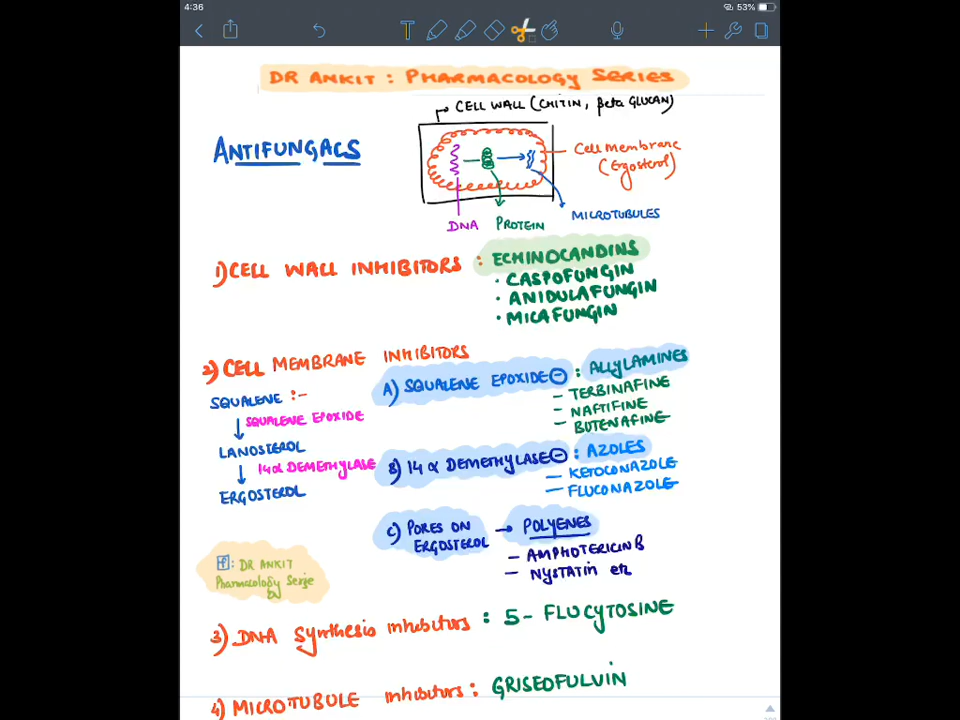 4:36
53%
DR ANKIT : PHARMACOLOGY SERIES
CELL WALL (CHITIN, beta GLUCAN)
ANTIFUNGALS
Cell membrane
(Ergosterol)
MICROTUBULES
DNA PROTEIN
1) CELL WALL INHIBITORS : ECHINOCANDINS
• CASPOFUNGIN
• ANIDULAFUNGIN
• MICAFUNGIN
2) CELL MEMBRANE INHIBITORS
SQUALENE :-
SQUALENE EPOXIDE
LANOSTEROL
14α DEMETHYLASE
ERGOSTEROL
A) SQUALENE EPOXIDE⊖ : ALLYLAMINES
- TERBINAFINE
- NAFTIFINE
- BUTENAFINE
B) 14α DEMETHYLASE⊖ : AZOLES
- KETOCONAZOLE
- FLUCONAZOLE
C) PORES ON ERGOSTEROL → POLYENES
- AMPHOTERICIN B
- NYSTATIN etc
f : DR ANKIT
Pharmacology Serie
3) DNA Synthesis inhibitors : 5- FLUCYTOSINE
4) MICROTUBULE inhibitors : GRISEOFULVIN